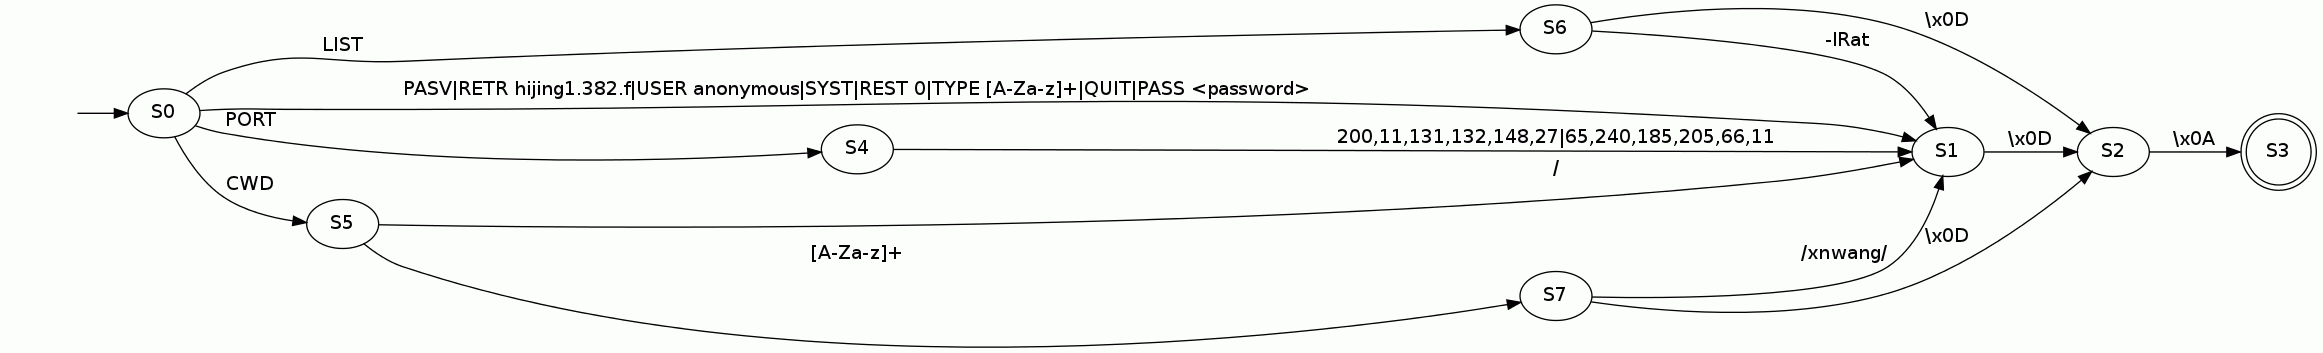 S6
\x0D
LIST
-lRat
PASV|RETR hijing1.382.f|USER anonymous|SYST|REST 0|TYPE [A-Za-z]+|QUIT|PASS <password>
S0
PORT
200,11,131,132,148,27|65,240,185,205,66,11
S4
S1
\x0D
S2
\x0A
S3
/
CWD
S5
\x0D
[A-Za-z]+
/xnwang/
S7